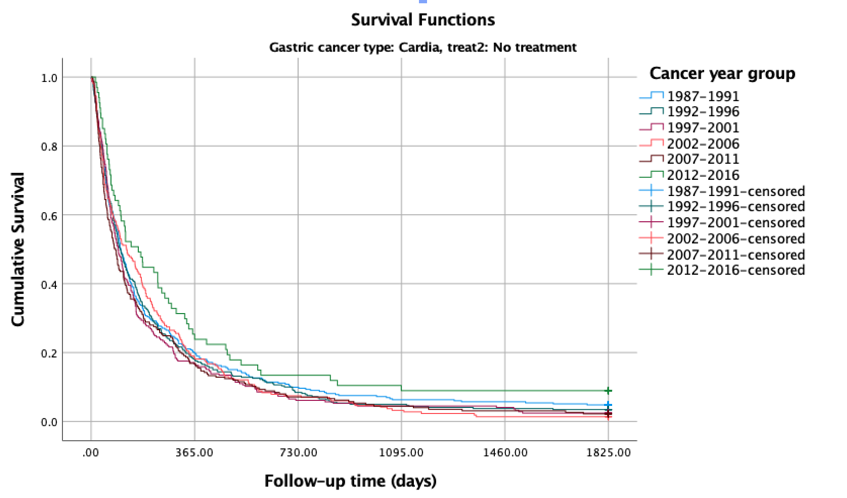 Survival Functions
Gastric cancer type: Cardia, treat2: No treatment
Cumulative Survival
1.0
0.8
0.6
0.4
0.2
0.0
.00
365.00
730.00
1095.00
1460.00
1825.00
Follow-up time (days)
Cancer year group
1987-1991
1992-1996
1997-2001
2002-2006
2007-2011
2012-2016
1987-1991-censored
1992-1996-censored
1997-2001-censored
2002-2006-censored
2007-2011-censored
2012-2016-censored